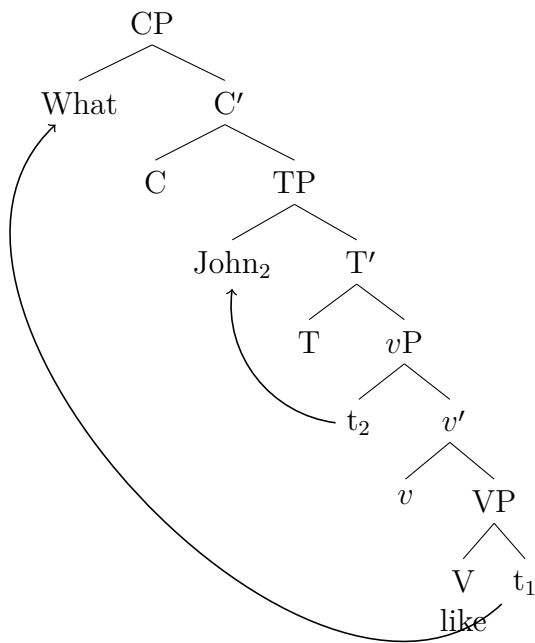 CP
What C′
C TP
John₂ T′
T vP
t₂ v′
v VP
V t₁
like